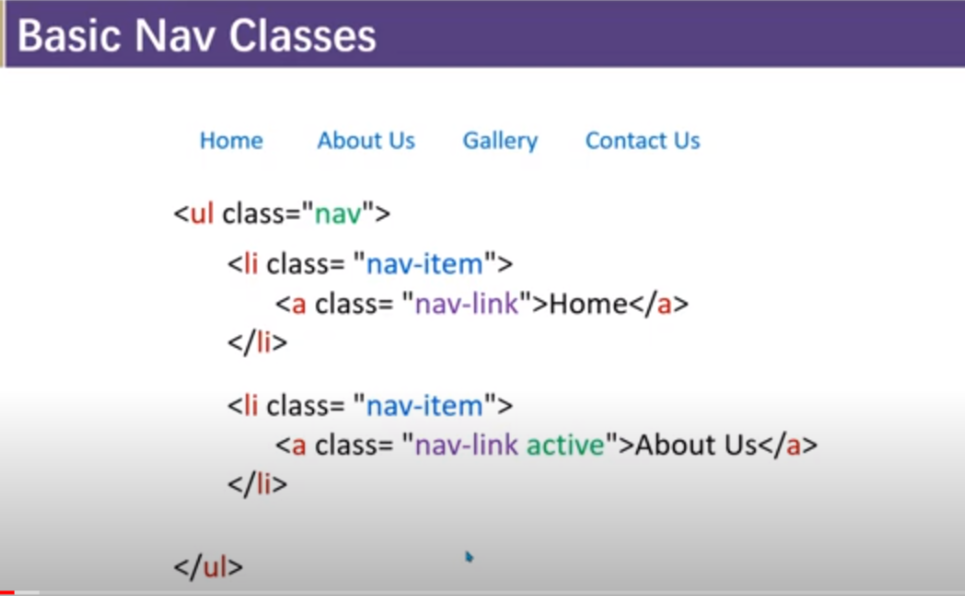 Basic Nav Classes
Home About Us Gallery Contact Us
<ul class="nav">
<li class= "nav-item">
<a class= "nav-link">Home</a>
</li>
<li class= "nav-item">
<a class= "nav-link active">About Us</a>
</li>
</ul>